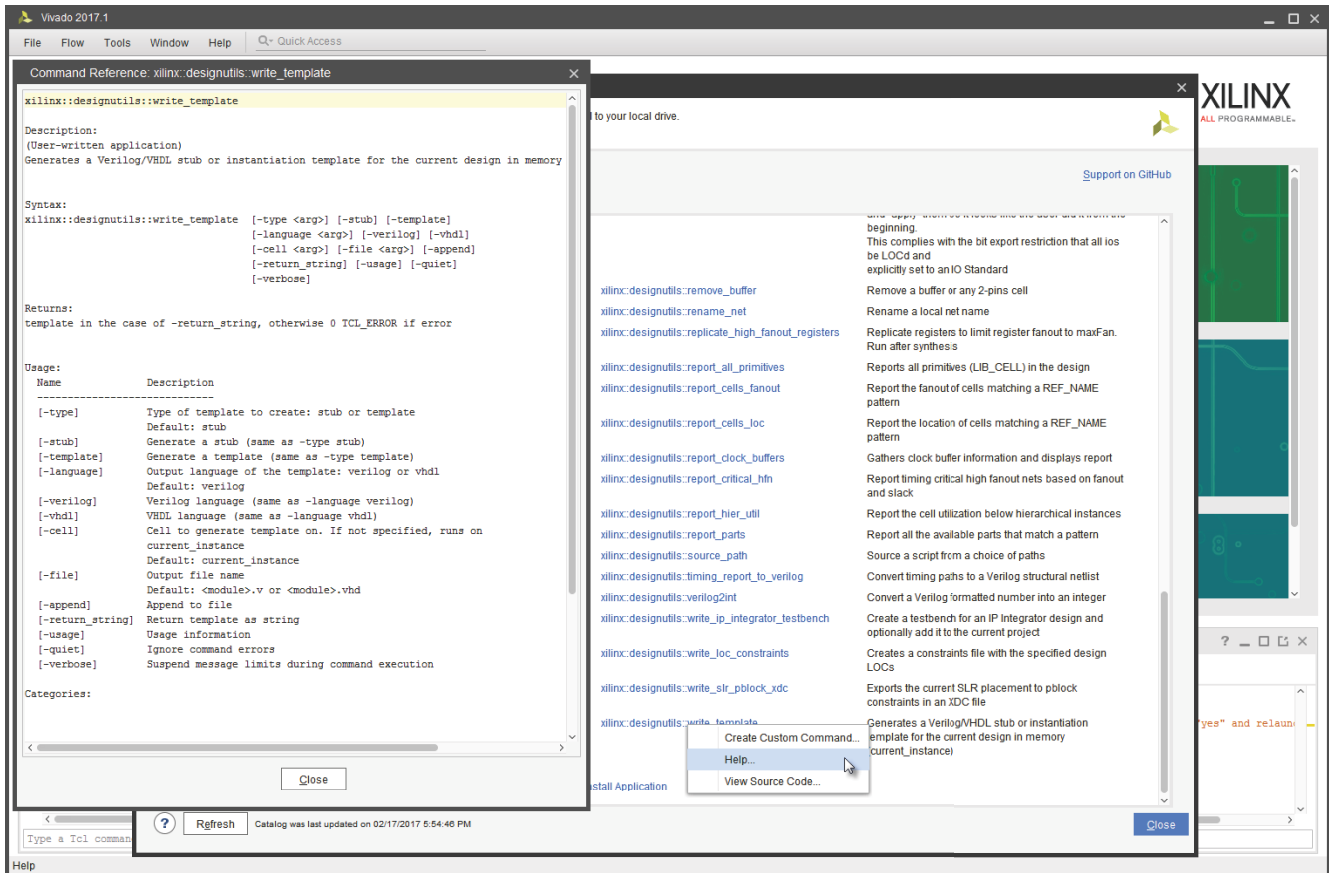 Vivado 2017.1
File Flow Tools Window Help Quick Access
Command Reference: xilinx::designutils::write_template
xilinx::designutils::write_template
Description:
(User-written application)
Generates a Verilog/VHDL stub or instantiation template for the current design in memory
Syntax:
xilinx::designutils::write_template [-type <arg>] [-stub] [-template]
[-language <arg>] [-verilog] [-vhdl]
[-cell <arg>] [-file <arg>] [-append]
[-return_string] [-usage] [-quiet]
[-verbose]
Returns:
template in the case of -return_string, otherwise 0 TCL_ERROR if error
Usage:
Name Description
------------------------------
[-type] Type of template to create: stub or template
Default: stub
[-stub] Generate a stub (same as -type stub)
[-template] Generate a template (same as -type template)
[-language] Output language of the template: verilog or vhdl
Default: verilog
[-verilog] Verilog language (same as -language verilog)
[-vhdl] VHDL language (same as -language vhdl)
[-cell] Cell to generate template on. If not specified, runs on
current_instance
Default: current_instance
[-file] Output file name
Default: <module>.v or <module>.vhd
[-append] Append to file
[-return_string] Return template as string
[-usage] Usage information
[-quiet] Ignore command errors
[-verbose] Suspend message limits during command execution
Categories:
Close
to your local drive.
XILINX
ALL PROGRAMMABLE
Support on GitHub
beginning.
This complies with the bit export restriction that all ios
be LOCd and
explicitly set to an IO Standard
xilinx::designutils::remove_buffer Remove a buffer or any 2-pins cell
xilinx::designutils::rename_net Rename a local net name
xilinx::designutils::replicate_high_fanout_registers Replicate registers to limit register fanout to maxFan.
Run after synthesis
xilinx::designutils::report_all_primitives Reports all primitives (LIB_CELL) in the design
xilinx::designutils::report_cells_fanout Report the fanout of cells matching a REF_NAME
pattern
xilinx::designutils::report_cells_loc Report the location of cells matching a REF_NAME
pattern
xilinx::designutils::report_clock_buffers Gathers clock buffer information and displays report
xilinx::designutils::report_critical_hfn Report timing critical high fanout nets based on fanout
and slack
xilinx::designutils::report_hier_util Report the cell utilization below hierarchical instances
xilinx::designutils::report_parts Report all the available parts that match a pattern
xilinx::designutils::source_path Source a script from a choice of paths
xilinx::designutils::timing_report_to_verilog Convert timing paths to a Verilog structural netlist
xilinx::designutils::verilog2int Convert a Verilog formatted number into an integer
xilinx::designutils::write_ip_integrator_testbench Create a testbench for an IP Integrator design and
optionally add it to the current project
xilinx::designutils::write_loc_constraints Creates a constraints file with the specified design
LOCs
xilinx::designutils::write_slr_pblock_xdc Exports the current SLR placement to pblock
constraints in an XDC file
xilinx::designutils::write_template Generates a Verilog/VHDL stub or instantiation
template for the current design in memory
(current_instance)
Create Custom Command...
Help...
View Source Code...
stall Application
"yes" and relaun
? Refresh Catalog was last updated on 02/17/2017 5:54:46 PM Close
Type a Tcl comman
Help